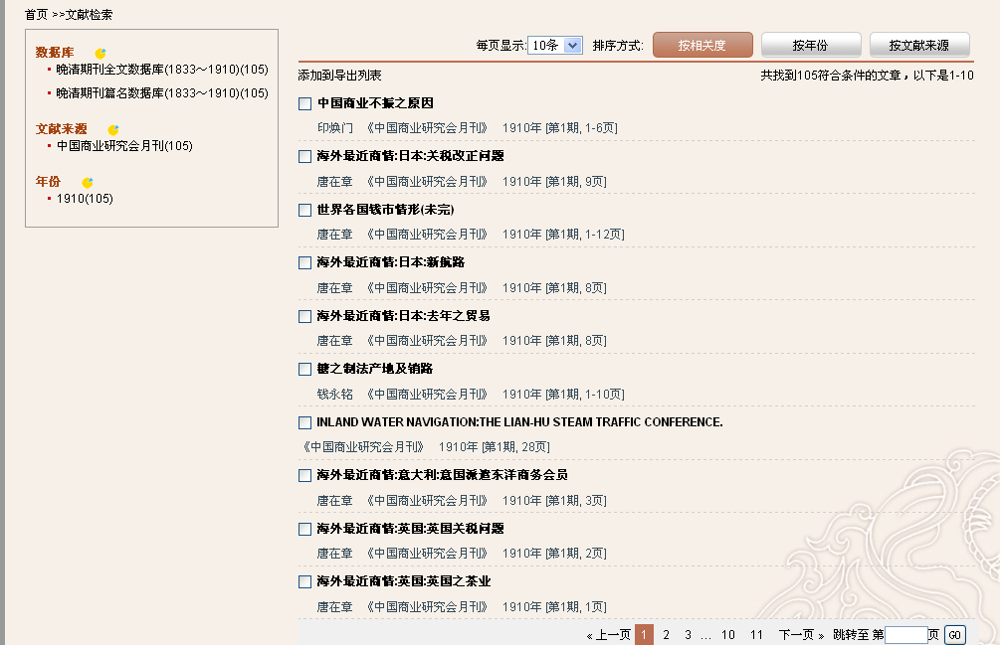 首页 >>文献检索
数据库
晚清期刊全文数据库(1833～1910)(105)
晚清期刊篇名数据库(1833～1910)(105)
文献来源
中国商业研究会月刊(105)
年份
1910(105)
每页显示: 10条 排序方式: 按相关度 按年份 按文献来源
添加到导出列表 共找到105符合条件的文章，以下是1-10
中国商业不振之原因
印焕门 《中国商业研究会月刊》 1910年 [第1期, 1-6页]
海外最近商情:日本:关税改正问题
唐在章 《中国商业研究会月刊》 1910年 [第1期, 9页]
世界各国钱市情形(未完)
唐在章 《中国商业研究会月刊》 1910年 [第1期, 1-12页]
海外最近商情:日本:新航路
唐在章 《中国商业研究会月刊》 1910年 [第1期, 8页]
海外最近商情:日本:去年之贸易
唐在章 《中国商业研究会月刊》 1910年 [第1期, 8页]
糖之制法产地及销路
钱永铭 《中国商业研究会月刊》 1910年 [第1期, 1-10页]
INLAND WATER NAVIGATION:THE LIAN-HU STEAM TRAFFIC CONFERENCE.
《中国商业研究会月刊》 1910年 [第1期, 28页]
海外最近商情:意大利:意国派遣东洋商务会员
唐在章 《中国商业研究会月刊》 1910年 [第1期, 3页]
海外最近商情:英国:英国关税问题
唐在章 《中国商业研究会月刊》 1910年 [第1期, 2页]
海外最近商情:英国:英国之茶业
唐在章 《中国商业研究会月刊》 1910年 [第1期, 1页]
« 上一页 1 2 3 ... 10 11 下一页 » 跳转至 第 页 GO